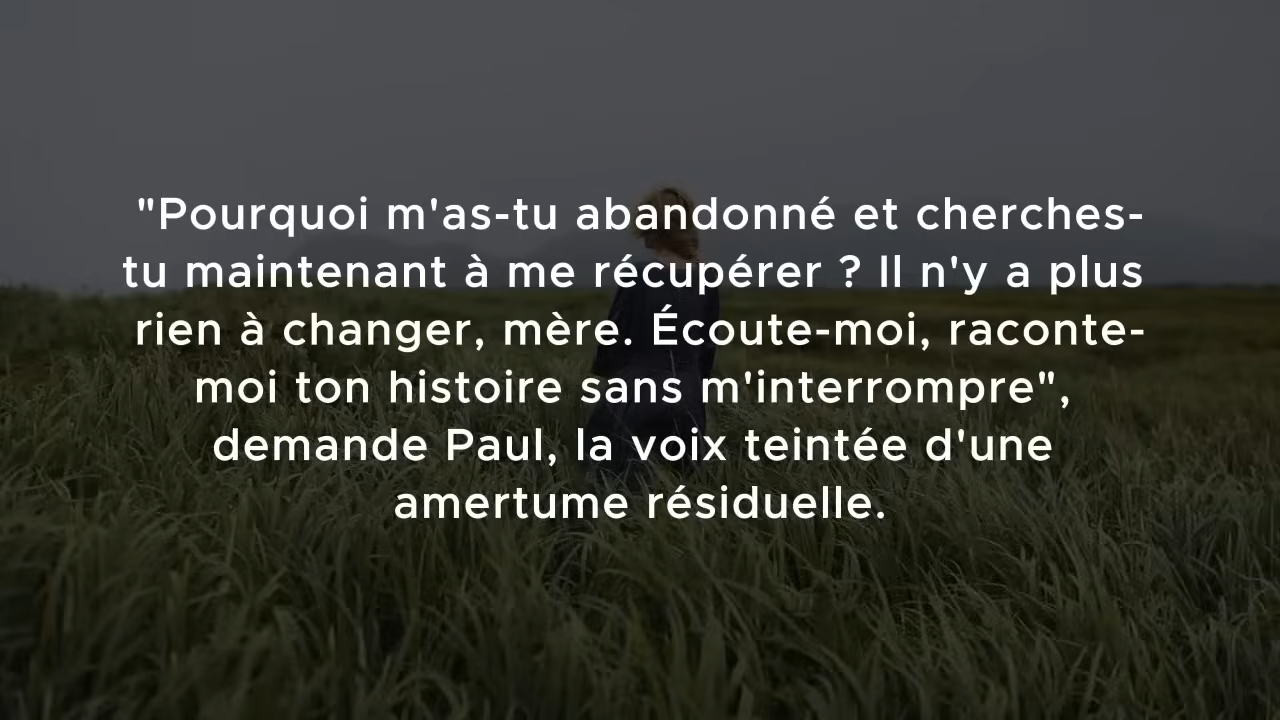 "Pourquoi m'as-tu abandonné et cherches-
tu maintenant à me récupérer ? Il n'y a plus
rien à changer, mère. Écoute-moi, raconte-
moi ton histoire sans m'interrompre",
demande Paul, la voix teintée d'une
amertume résiduelle.